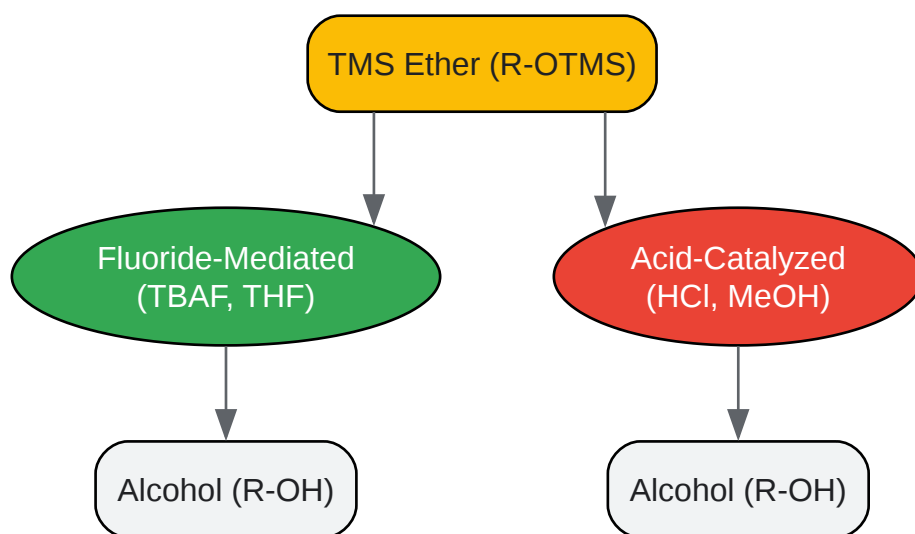 TMS Ether (R-OTMS)
Fluoride-Mediated
(TBAF, THF)
Acid-Catalyzed
(HCl, MeOH)
Alcohol (R-OH)
Alcohol (R-OH)